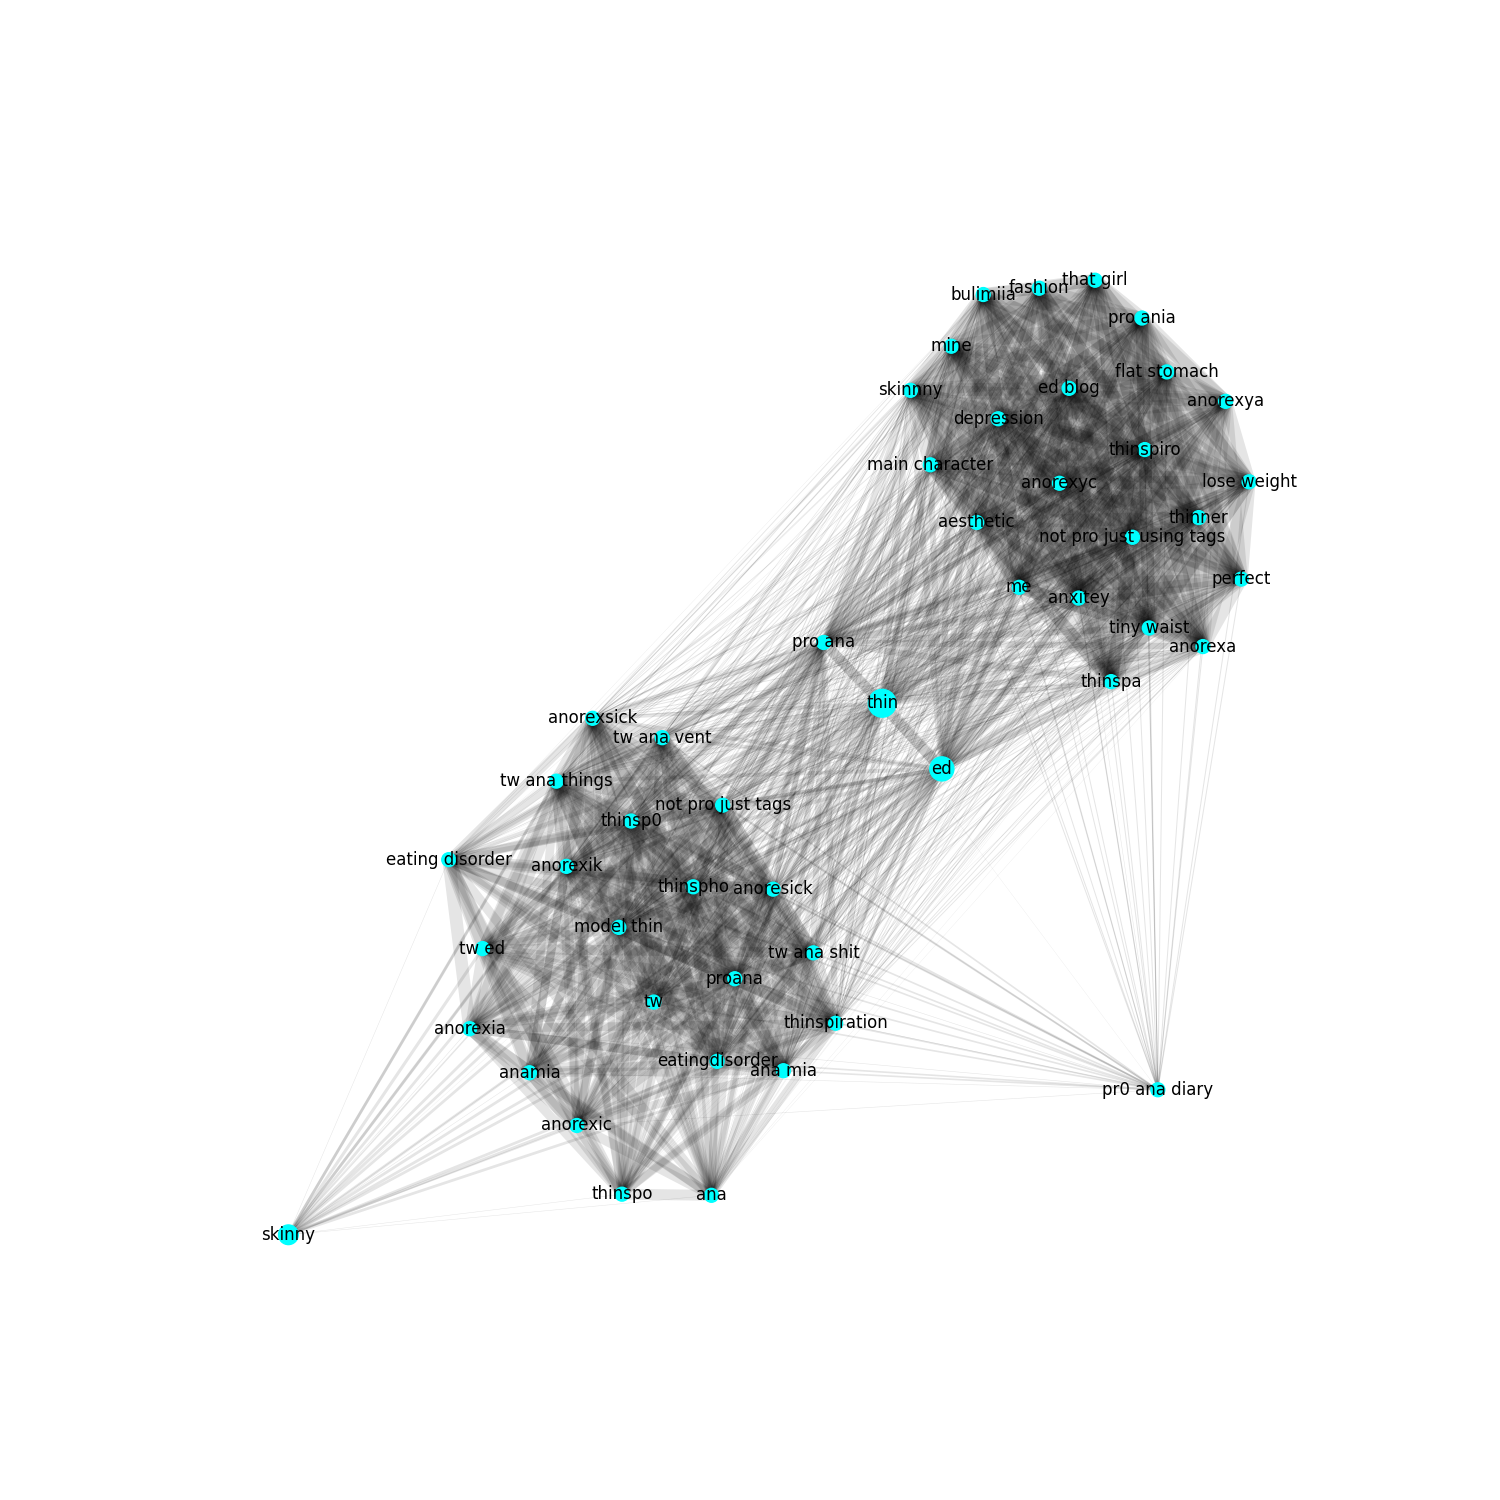 that girl
fashion
bulimiia
pro ania
mine
flat stomach
skinnny
ed blog
anorexya
depression
thinspiro
main character
anorexyc
lose weight
thinner
aesthetic
not pro just using tags
perfect
me
anxitey
tiny waist
pro ana
anorexa
thinspa
thin
anorexsick
tw ana vent
ed
tw ana things
not pro just tags
thinsp0
eating disorder
anorexik
thinspho
anoresick
model thin
tw ed
tw ana shit
proana
tw
thinspiration
anorexia
eatingdisorder
ana mia
anamia
pr0 ana diary
anorexic
thinspo
ana
skinny